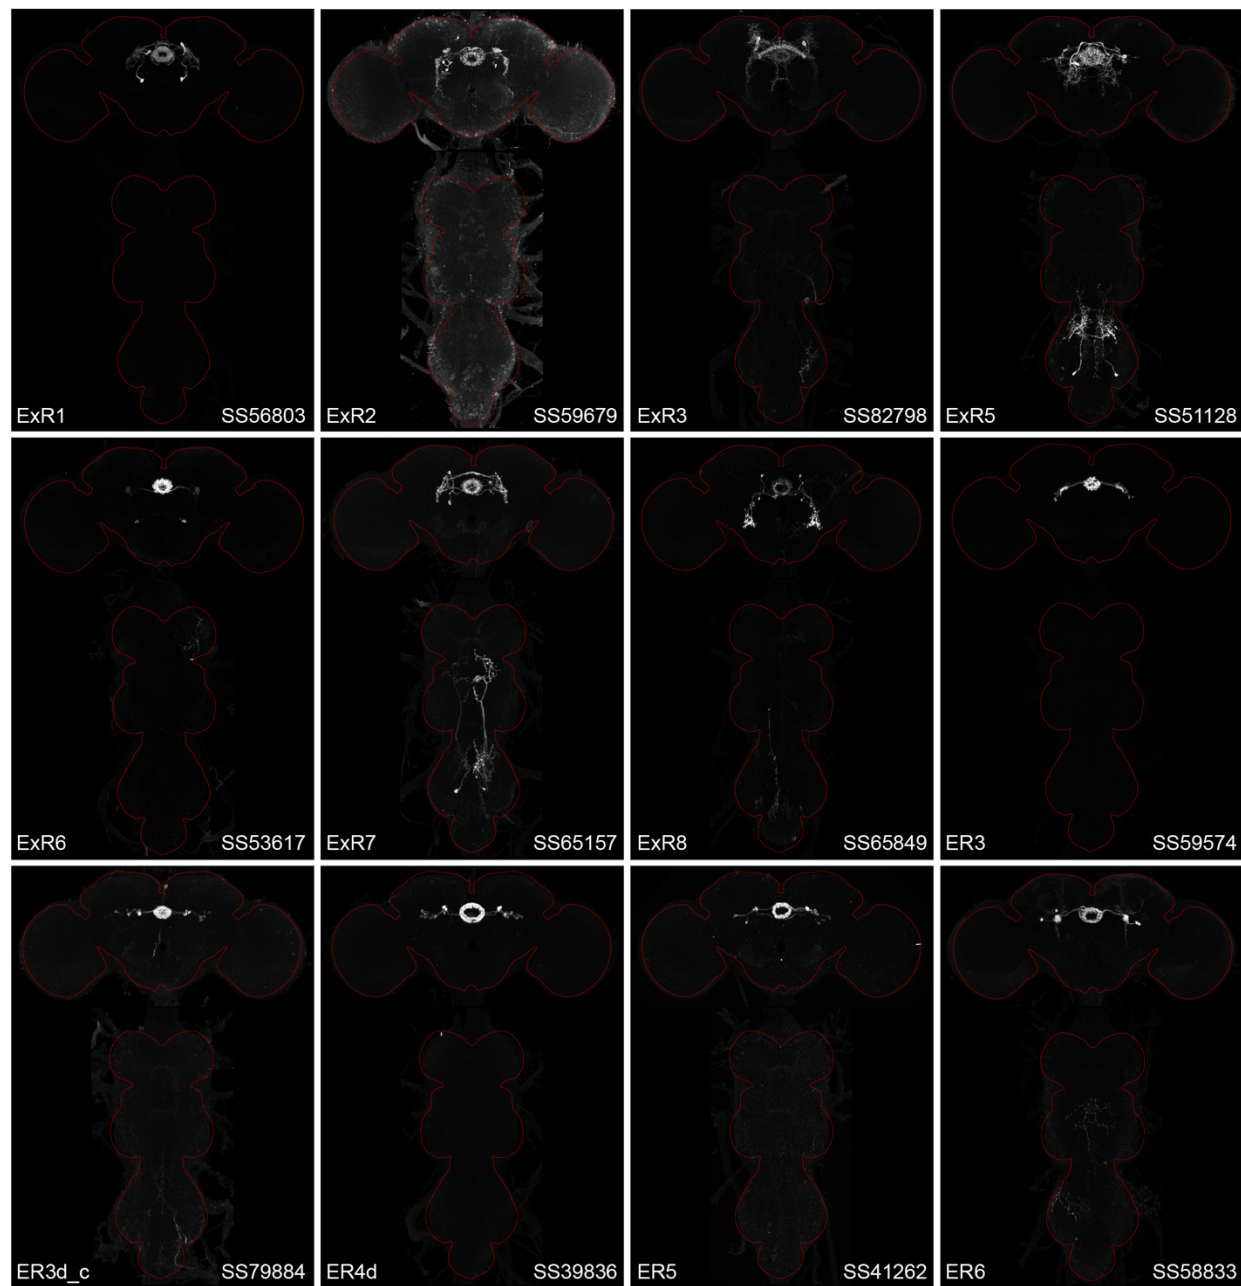 ExR1 SS56803
ExR2 SS59679
ExR3 SS82798
ExR5 SS51128
ExR6 SS53617
ExR7 SS65157
ExR8 SS65849
ER3 SS59574
ER3d_c SS79884
ER4d SS39836
ER5 SS41262
ER6 SS58833